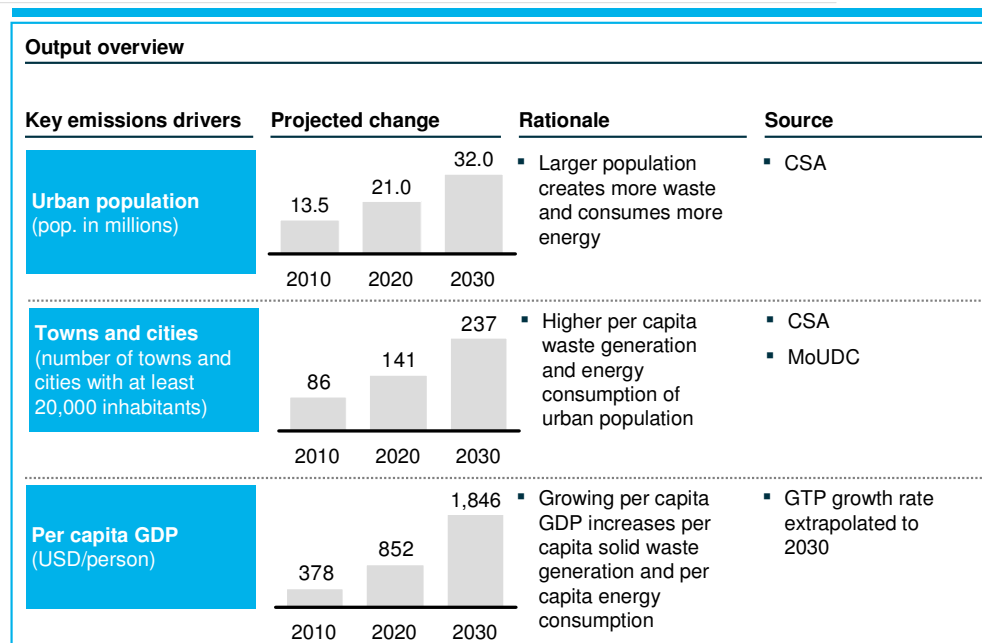 Output overview
Key emissions drivers
Projected change
Rationale
Source
Urban population
(pop. in millions)
13.5
21.0
32.0
2010
2020
2030
▪ Larger population
creates more waste
and consumes more
energy
▪ CSA
Towns and cities
(number of towns and
cities with at least
20,000 inhabitants)
86
141
237
2010
2020
2030
▪ Higher per capita
waste generation
and energy
consumption of
urban population
▪ CSA
▪ MoUDC
Per capita GDP
(USD/person)
378
852
1,846
2010
2020
2030
▪ Growing per capita
GDP increases per
capita solid waste
generation and per
capita energy
consumption
▪ GTP growth rate
extrapolated to
2030